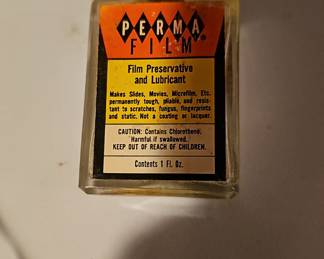 PERMA
FILM®
Film Preservative
and Lubricant
Makes Slides, Movies, Microfilm, Etc.
permanently tough, pliable, and resis-
tant to scratches, fungus, fingerprints
and static. Not a coating or lacquer.
CAUTION: Contains Chlorothend,
Harmful if swallowed.
KEEP OUT OF REACH OF CHILDREN.
Contents 1 Fl. Oz.